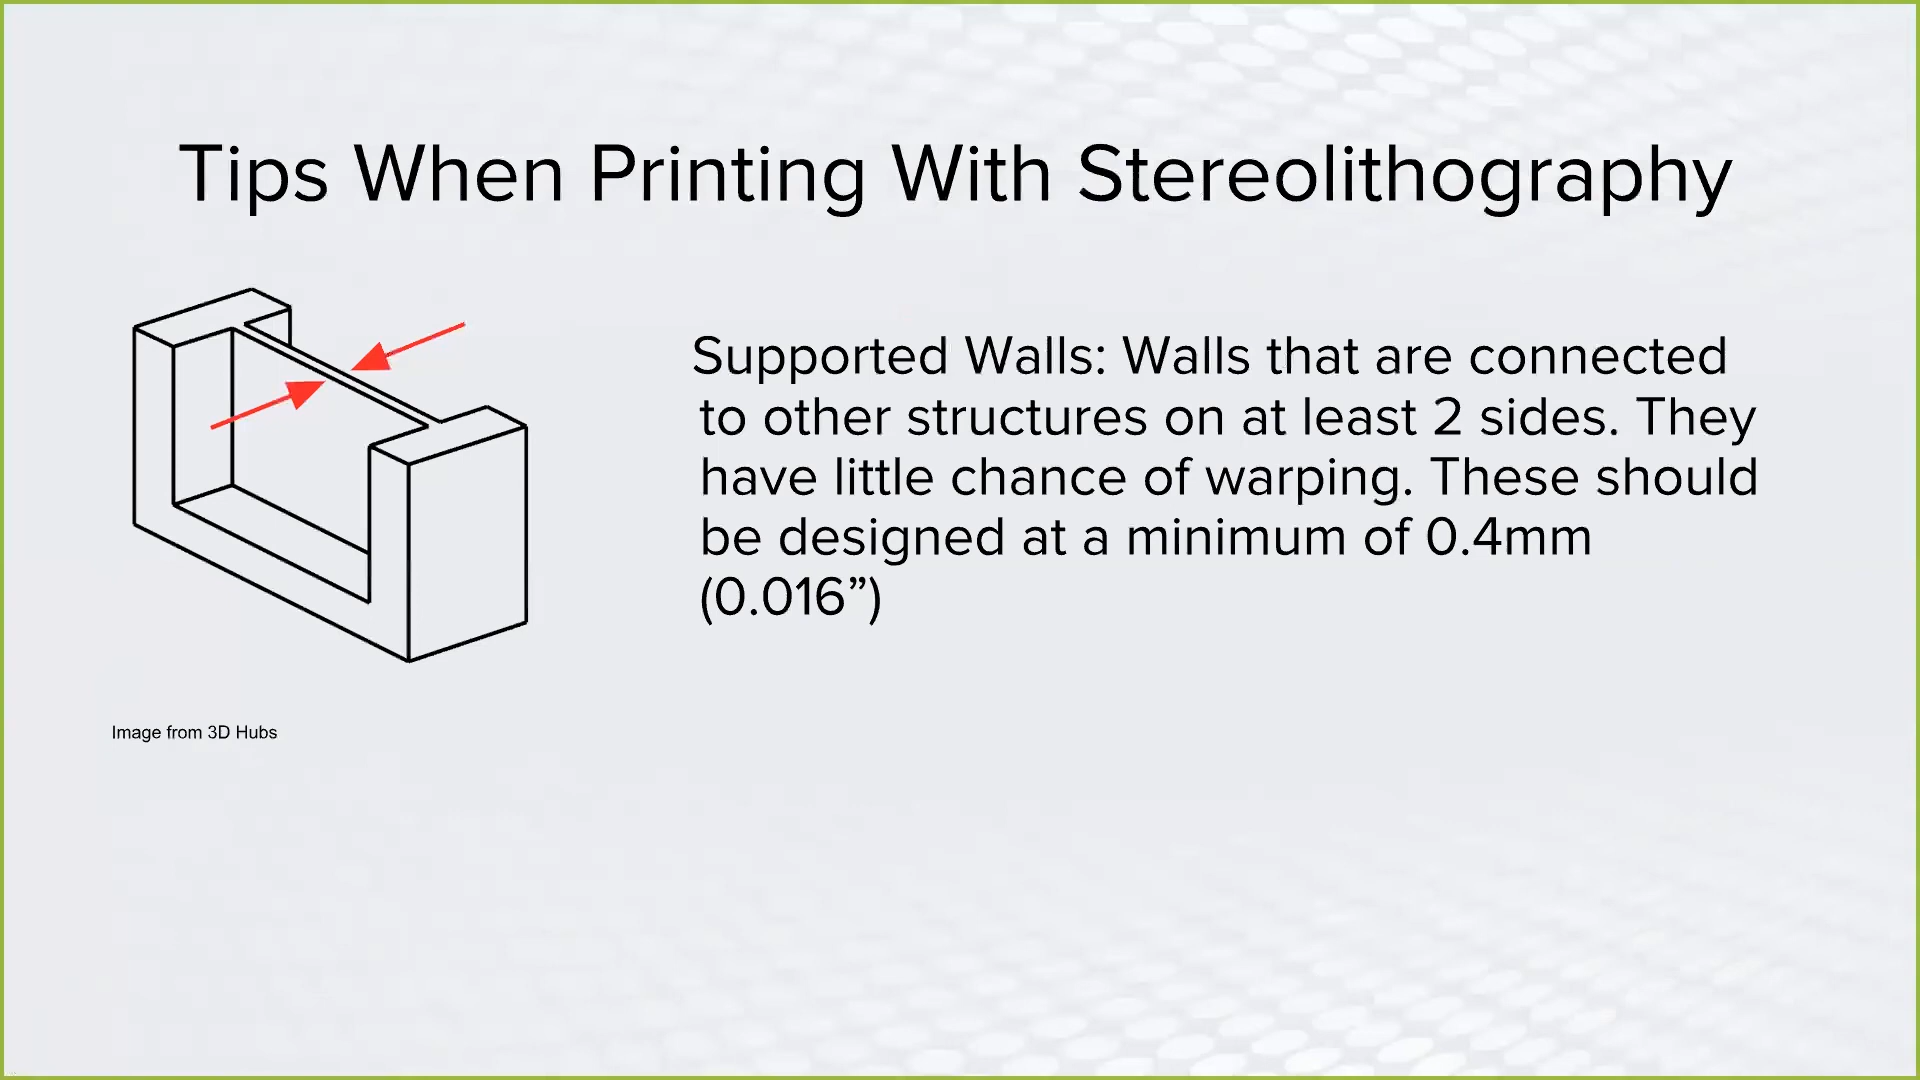 Tips When Printing With Stereolithography
Supported Walls: Walls that are connected
to other structures on at least 2 sides. They
have little chance of warping. These should
be designed at a minimum of 0.4mm
(0.016”)
Image from 3D Hubs